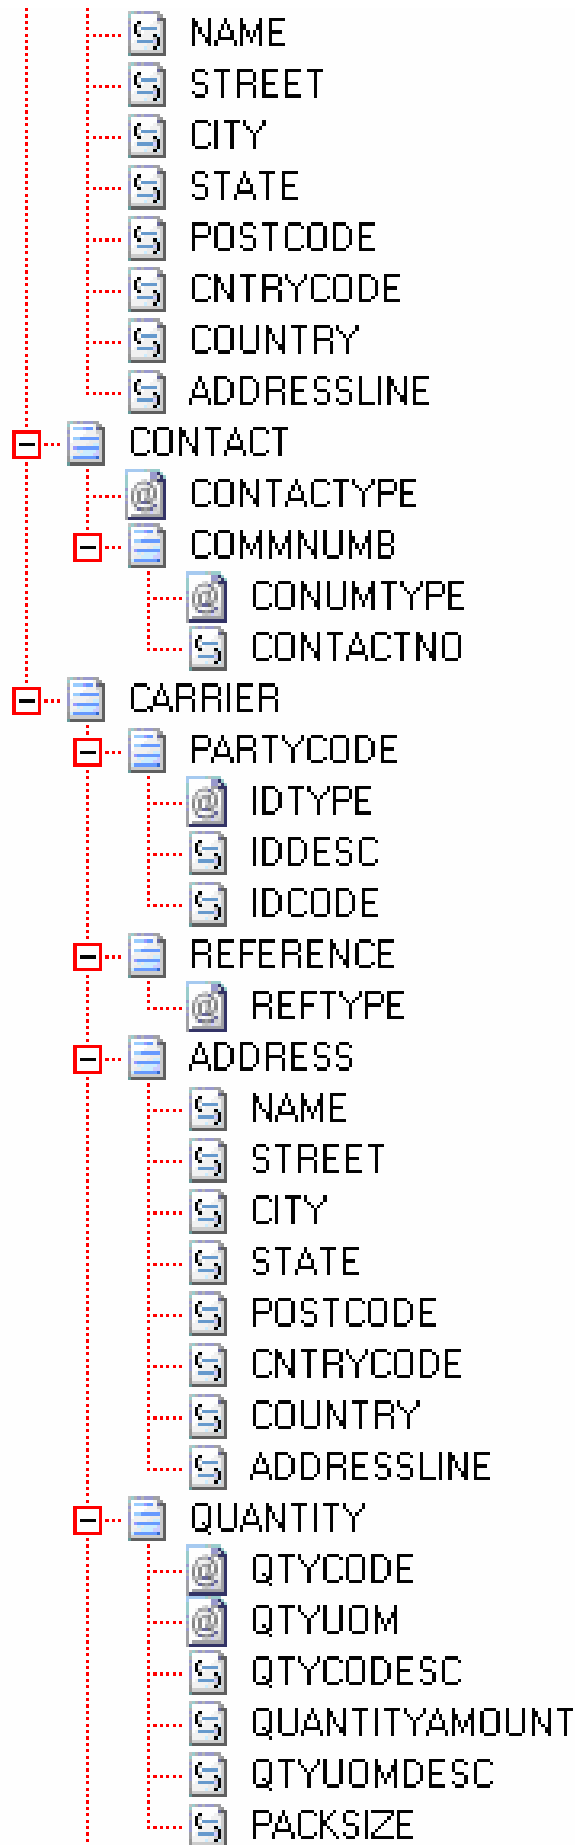 NAME
STREET
CITY
STATE
POSTCODE
CNTRYCODE
COUNTRY
ADDRESSLINE
CONTACT
CONTACTYPE
COMMNUMB
CONUMTYPE
CONTACTNO
CARRIER
PARTYCODE
IDTYPE
IDDESC
IDCODE
REFERENCE
REFTYPE
ADDRESS
NAME
STREET
CITY
STATE
POSTCODE
CNTRYCODE
COUNTRY
ADDRESSLINE
QUANTITY
QTYCODE
QTYUOM
QTYCODESC
QUANTITYAMOUNT
QTYUOMDESC
PACKSIZE